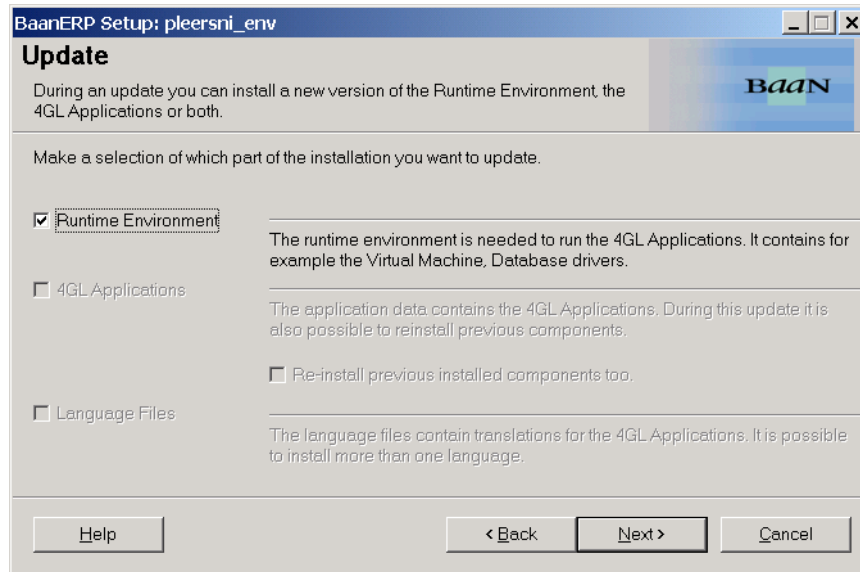 BaanERP Setup: pleersni_env
Update
During an update you can install a new version of the Runtime Environment, the
4GL Applications or both.
BaaN
Make a selection of which part of the installation you want to update.
Runtime Environment
The runtime environment is needed to run the 4GL Applications. It contains for
example the Virtual Machine, Database drivers.
4GL Applications
The application data contains the 4GL Applications. During this update it is
also possible to reinstall previous components.
Re-install previous installed components too.
Language Files
The language files contain translations for the 4GL Applications. It is possible
to install more than one language.
Help
< Back
Next >
Cancel